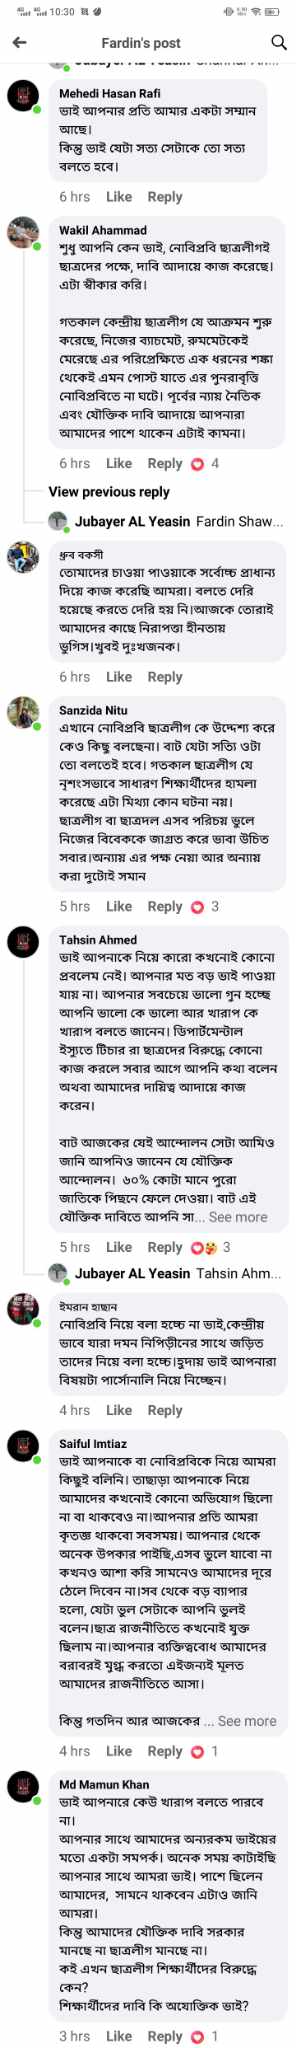 10:30
Fardin's post
Jubayer AL Yeasin
Mehedi Hasan Rafi
ভাই আপনার প্রতি আমার একটা সম্মান
আছে।
কিন্তু ভাই যেটা সত্য সেটাকে তো সত্য
বলতে হবে।
6 hrs Like Reply
Wakil Ahammad
শুধু আপনি কেন ভাই, নোবিপ্রবি ছাত্রলীগই
ছাত্রদের পক্ষে, দাবি আদায়ে কাজ করেছে।
এটা স্বীকার করি।
গতকাল কেন্দ্রীয় ছাত্রলীগ যে আক্রমন শুরু
করেছে, নিজের ব্যাচমেট, রুমমেটকেই
মেরেছে এর পরিপ্রেক্ষিতে এক ধরনের শঙ্কা
থেকেই এমন পোস্ট যাতে এর পুনরাবৃত্তি
নোবিপ্রবিতে না ঘটে। পূর্বের ন্যায় নৈতিক
এবং যৌক্তিক দাবি আদায়ে আপনারা
আমাদের পাশে থাকেন এটাই কামনা।
6 hrs Like Reply 4
View previous reply
Jubayer AL Yeasin Fardin Shaw...
ধ্রুব বকসী
তোমাদের চাওয়া পাওয়াকে সর্বোচ্চ প্রাধান্য
দিয়ে কাজ করেছি আমরা। বলতে দেরি
হয়েছে করতে দেরি হয় নি।আজকে তোরাই
আমাদের কাছে নিরাপত্তা হীনতায়
ভুগিস।খুবই দুঃখজনক।
6 hrs Like Reply
Sanzida Nitu
এখানে নোবিপ্রবি ছাত্রলীগ কে উদ্দেশ্য করে
কেও কিছু বলছেনা। বাট যেটা সত্যি ওটা
তো বলতেই হবে। গতকাল ছাত্রলীগ যে
নৃশংসভাবে সাধারণ শিক্ষার্থীদের হামলা
করেছে এটা মিথ্যা কোন ঘটনা নয়।
ছাত্রলীগ বা ছাত্রদল এসব পরিচয় ভুলে
নিজের বিবেককে জাগ্রত করে ভাবা উচিত
সবার।অন্যায় এর পক্ষ নেয়া আর অন্যায়
করা দুটোই সমান
5 hrs Like Reply 3
Tahsin Ahmed
ভাই আপনাকে নিয়ে কারো কখনোই কোনো
প্রবলেম নেই। আপনার মত বড় ভাই পাওয়া
যায় না। আপনার সবচেয়ে ভালো গুন হচ্ছে
আপনি ভালো কে ভালো আর খারাপ কে
খারাপ বলতে জানেন। ডিপার্টমেন্টাল
ইস্যুতে টিচার রা ছাত্রদের বিরুদ্ধে কোনো
কাজ করলে সবার আগে আপনি কথা বলেন
অথবা আমাদের দায়িত্ব আদায়ে কাজ
করেন।
বাট আজকের যেই আন্দোলন সেটা আমিও
জানি আপনিও জানেন যে যৌক্তিক
আন্দোলন। ৬০% কোটা মানে পুরো
জাতিকে পিছনে ফেলে দেওয়া। বাট এই
যৌক্তিক দাবিতে আপনি সা... See more
5 hrs Like Reply 3
Jubayer AL Yeasin Tahsin Ahm...
ইমরান হাছান
নোবিপ্রবি নিয়ে বলা হচ্ছে না ভাই,কেন্দ্রীয়
ভাবে যারা দমন নিপিড়ীনের সাথে জড়িত
তাদের নিয়ে বলা হচ্ছে।হৃদায় ভাই আপনারা
বিষয়টা পার্সোনালি নিয়ে নিচ্ছেন।
4 hrs Like Reply
Saiful Imtiaz
ভাই আপনাকে বা নোবিপ্রবিকে নিয়ে আমরা
কিছুই বলিনি। তাছাড়া আপনাকে নিয়ে
আমাদের কখনোই কোনো অভিযোগ ছিলো
না বা থাকবেও না।আপনার প্রতি আমরা
কৃতজ্ঞ থাকবো সবসময়। আপনার থেকে
অনেক উপকার পাইছি,এসব ভুলে যাবো না
কখনও আশা করি সামনেও আমাদের দূরে
ঠেলে দিবেন না।সব থেকে বড় ব্যাপার
হলো, যেটা ভুল সেটাকে আপনি ভুলই
বলেন।ছাত্র রাজনীতিতে কখনোই যুক্ত
ছিলাম না।আপনার ব্যক্তিত্ববোধ আমাদের
বরাবরই মুগ্ধ করতো এইজন্যই মূলত
আমাদের রাজনীতিতে আসা।
কিন্তু গতদিন আর আজকের ... See more
4 hrs Like Reply 1
Md Mamun Khan
ভাই আপনারে কেউ খারাপ বলতে পারবে
না।
আপনার সাথে আমাদের অন্যরকম ভাইয়ের
মতো একটা সমপর্ক। অনেক সময় কাটাইছি
আপনার সাথে আমরা ভাই। পাশে ছিলেন
আমাদের, সামনে থাকবেন এটাও জানি
আমরা।
কিন্তু আমাদের যৌক্তিক দাবি সরকার
মানছে না ছাত্রলীগ মানছে না।
কই এখন ছাত্রলীগ শিক্ষার্থীদের বিরুদ্ধে
কেন?
শিক্ষার্থীদের দাবি কি অযোক্তিক ভাই?
3 hrs Like Reply 1